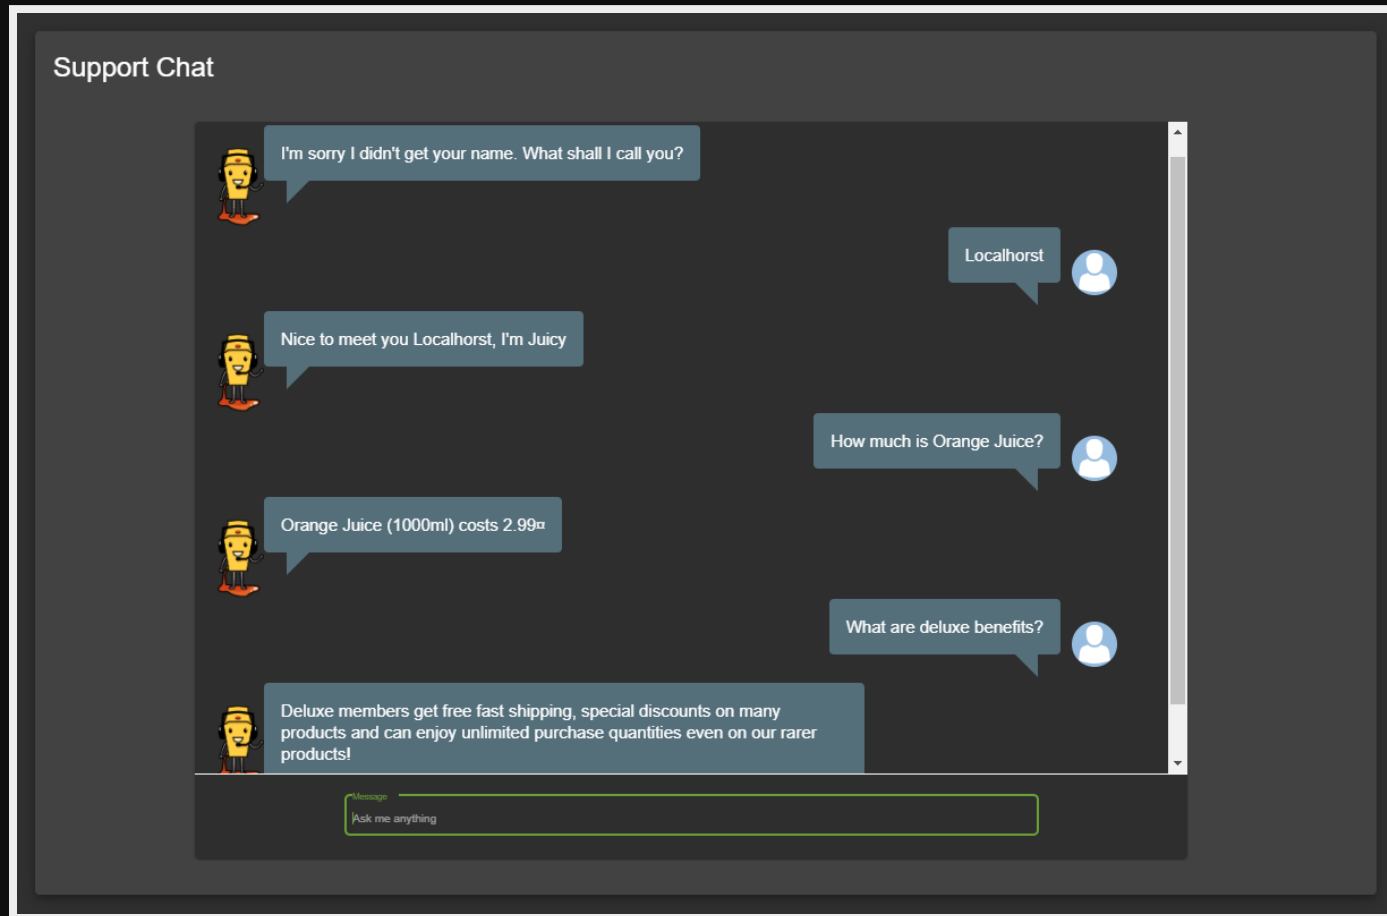 Support Chat
I'm sorry I didn't get your name. What shall I call you?
Localhorst
Nice to meet you Localhorst, I'm Juicy
How much is Orange Juice?
Orange Juice (1000ml) costs 2.99¤
What are deluxe benefits?
Deluxe members get free fast shipping, special discounts on many
products and can enjoy unlimited purchase quantities even on our rarer
products!
Message
Ask me anything